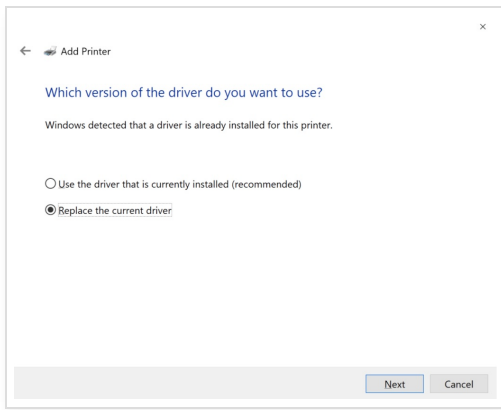 Add Printer
Which version of the driver do you want to use?
Windows detected that a driver is already installed for this printer.
Use the driver that is currently installed (recommended)
Replace the current driver
Next Cancel